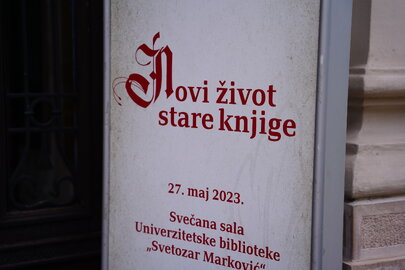 Novi život
stare knjige
27. maj 2023.
Svečana sala
Univerzitetske biblioteke
„Svetozar Marković“